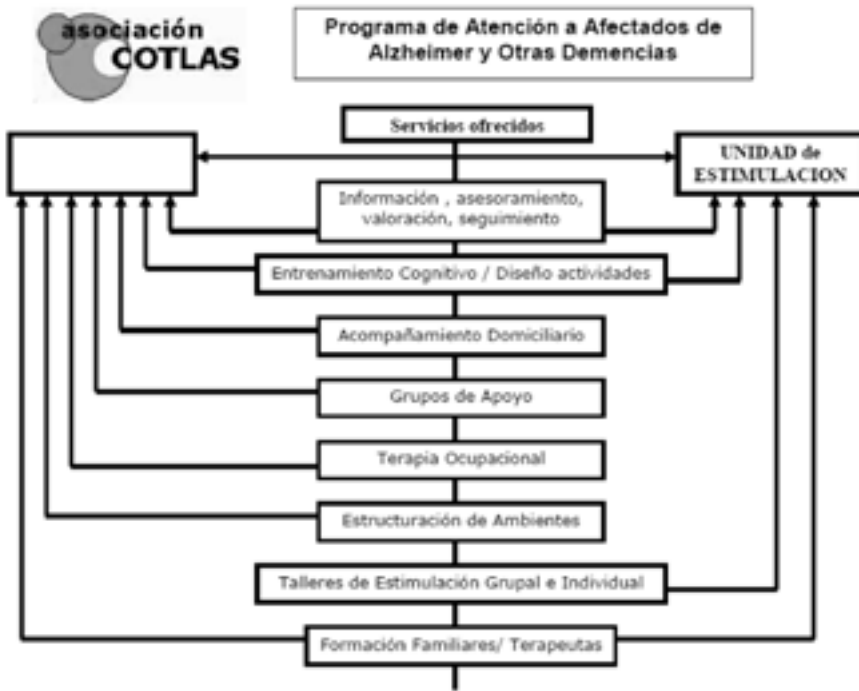 asociación
COTLAS
Programa de Atención a Afectados de
Alzheimer y Otras Demencias
Servicios ofrecidos
UNIDAD de
ESTIMULACION
Información , asesoramiento,
valoración, seguimiento
Entrenamiento Cognitivo / Diseño actividades
Acompañamiento Domiciliario
Grupos de Apoyo
Terapia Ocupacional
Estructuración de Ambientes
Talleres de Estimulación Grupal e Individual
Formación Familiares/ Terapeutas